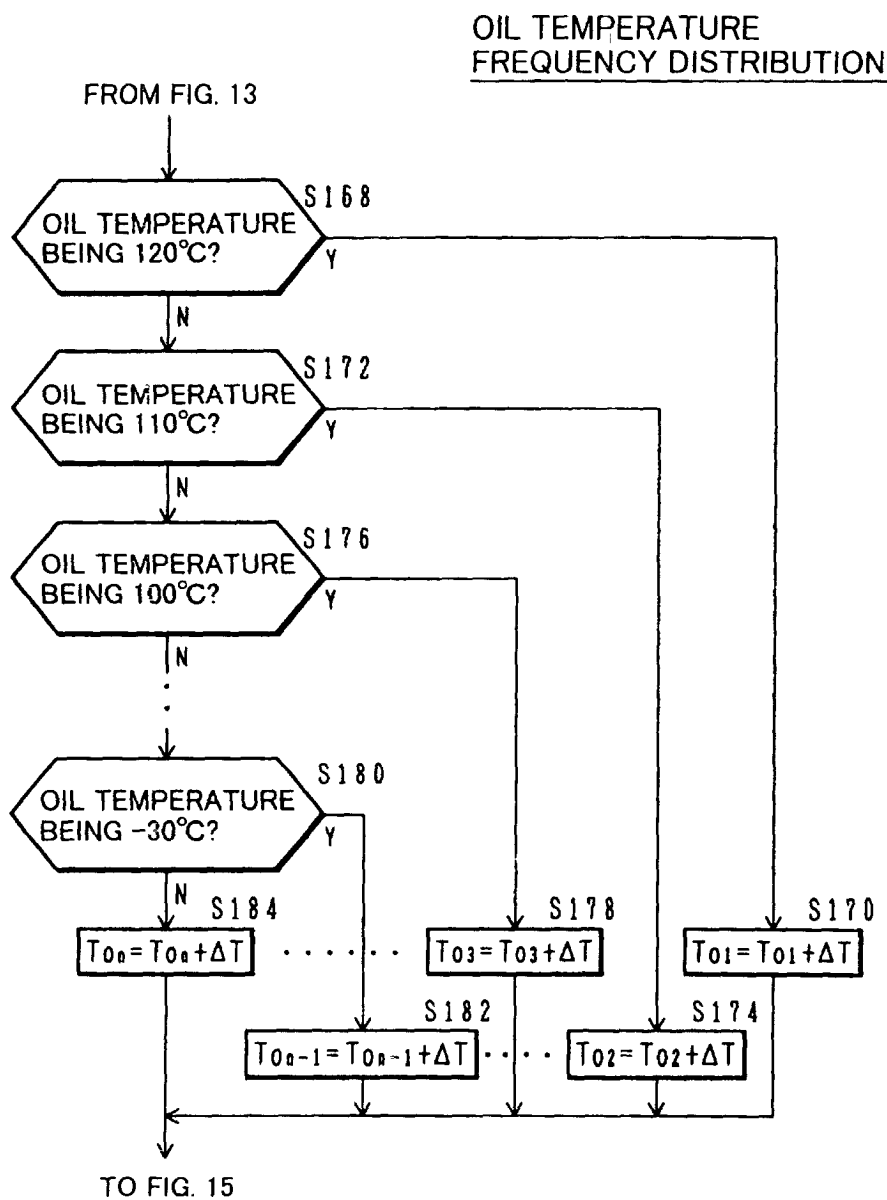 OIL TEMPERATURE
FREQUENCY DISTRIBUTION
FROM FIG. 13
S168
OIL TEMPERATURE
BEING 120°C?
Y
N
S172
OIL TEMPERATURE
BEING 110°C?
Y
N
S176
OIL TEMPERATURE
BEING 100°C?
Y
N
S180
OIL TEMPERATURE
BEING -30°C?
Y
N
S184
TOn=TOn+ΔT
S178
TO3=TO3+ΔT
S170
TO1=TO1+ΔT
S182
TOn-1=TOn-1+ΔT
S174
TO2=TO2+ΔT
TO FIG. 15